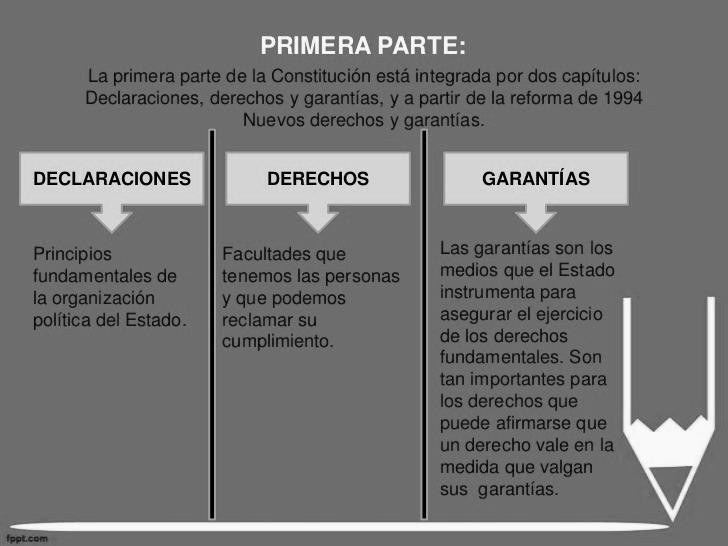 PRIMERA PARTE:
La primera parte de la Constitución está integrada por dos capítulos:
Declaraciones, derechos y garantías, y a partir de la reforma de 1994
Nuevos derechos y garantías.
DECLARACIONES
Principios
fundamentales de
la organización
política del Estado.
DERECHOS
Facultades que
tenemos las personas
y que podemos
reclamar su
cumplimiento.
GARANTÍAS
Las garantías son los
medios que el Estado
instrumenta para
asegurar el ejercicio
de los derechos
fundamentales. Son
tan importantes para
los derechos que
puede afirmarse que
un derecho vale en la
medida que valgan
sus garantías.
fppt.com